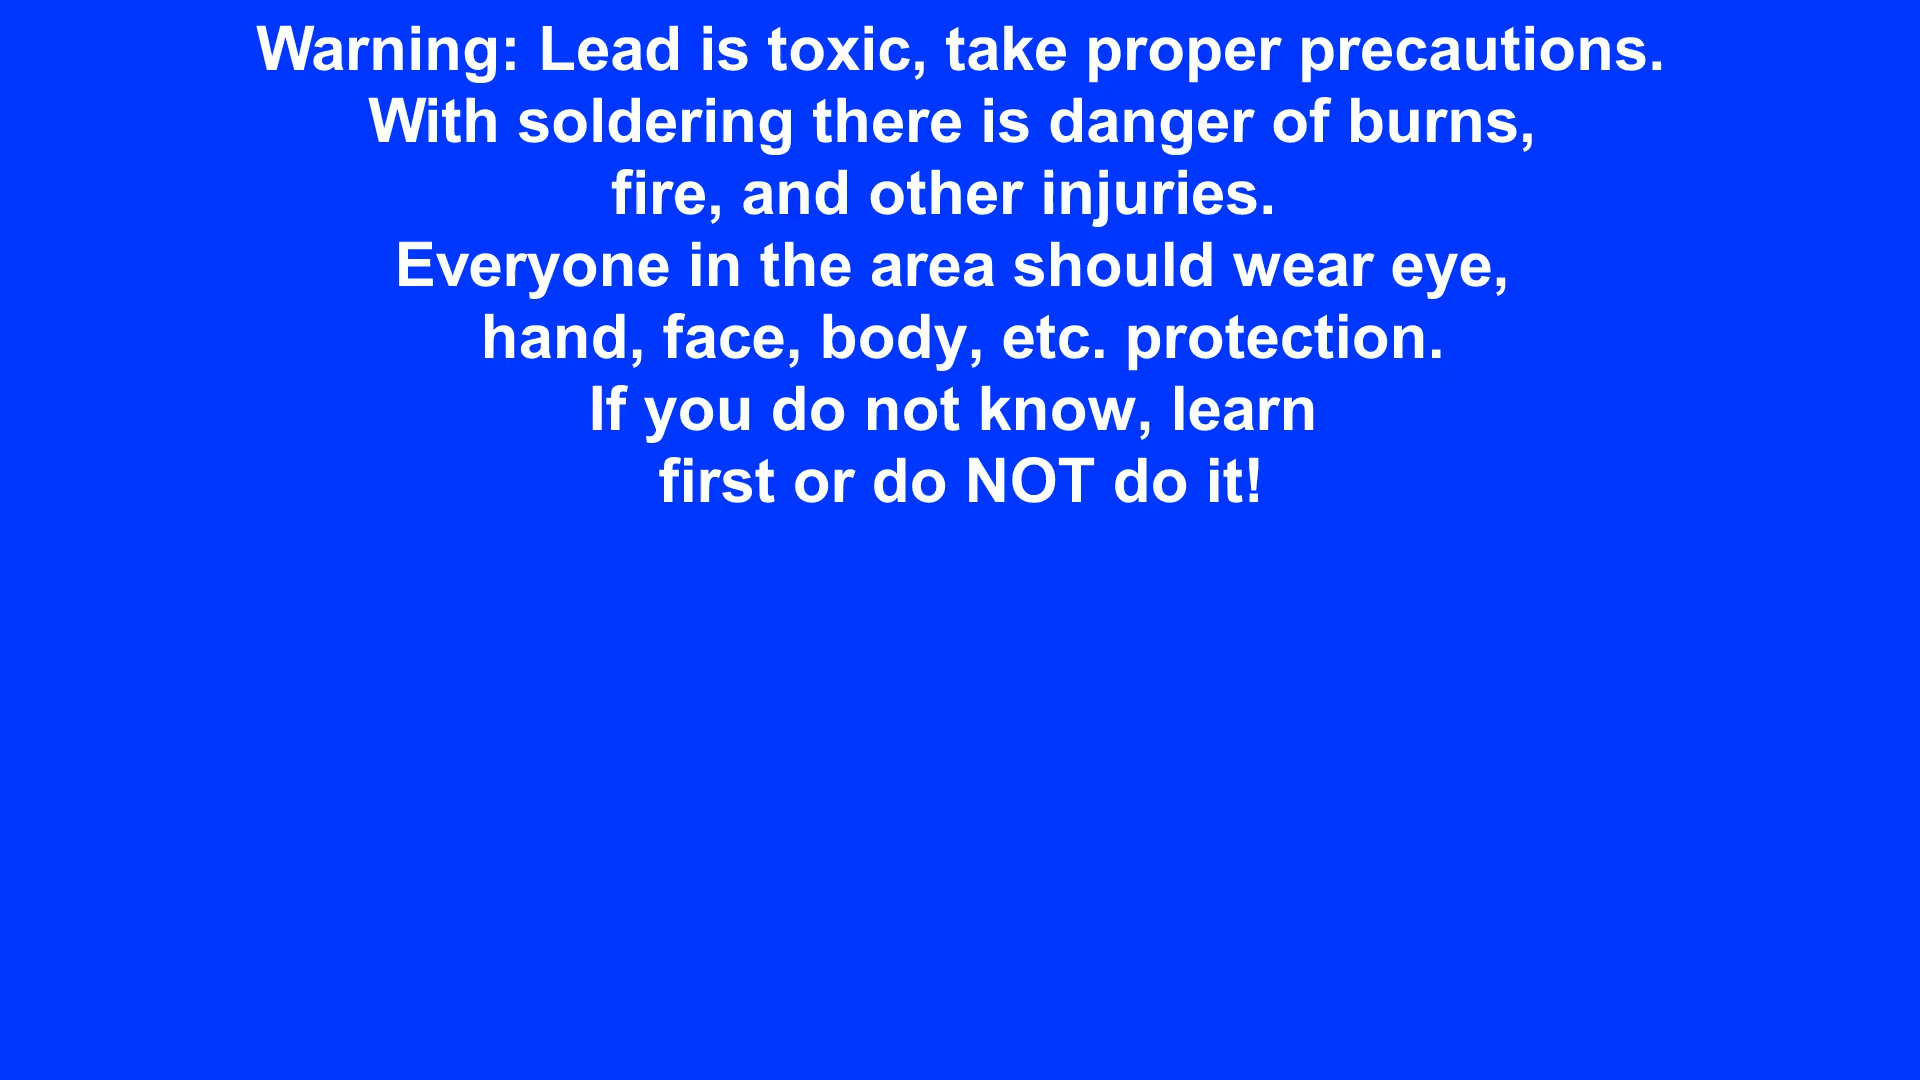 Warning: Lead is toxic, take proper precautions.
With soldering there is danger of burns,
fire, and other injuries.
Everyone in the area should wear eye,
hand, face, body, etc. protection.
If you do not know, learn
first or do NOT do it!